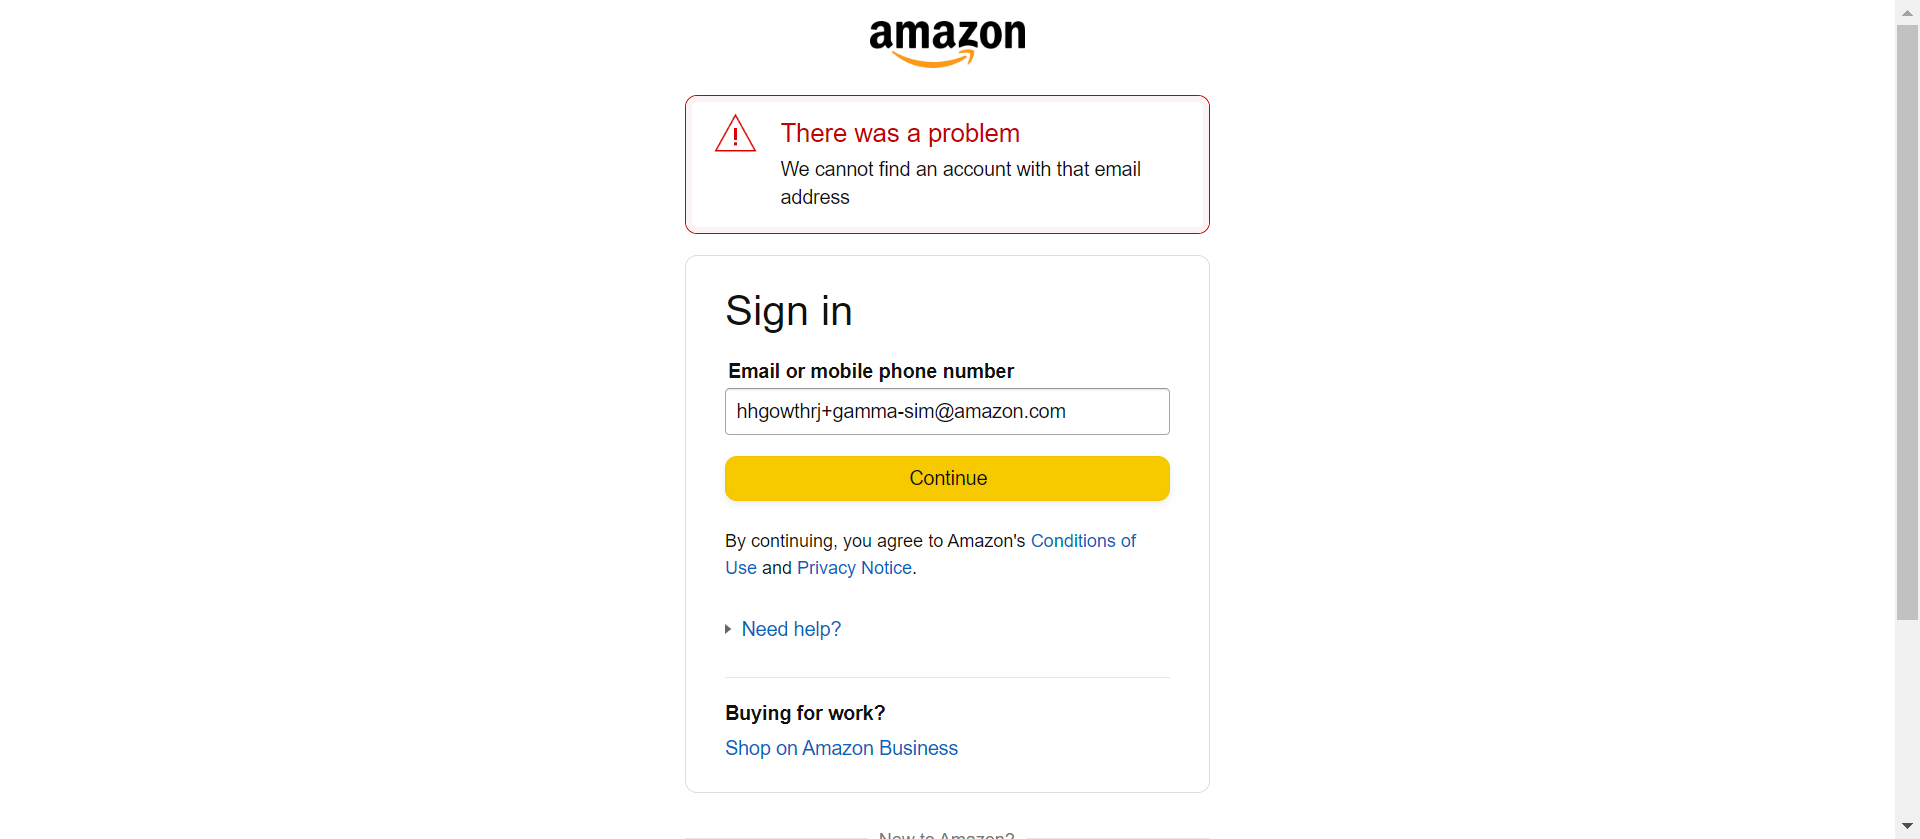 amazon
There was a problem
We cannot find an account with that email
address
Sign in
Email or mobile phone number
hhgowthrj+gamma-sim@amazon.com
Continue
By continuing, you agree to Amazon's Conditions of
Use and Privacy Notice.
Need help?
Buying for work?
Shop on Amazon Business
New to Amazon?